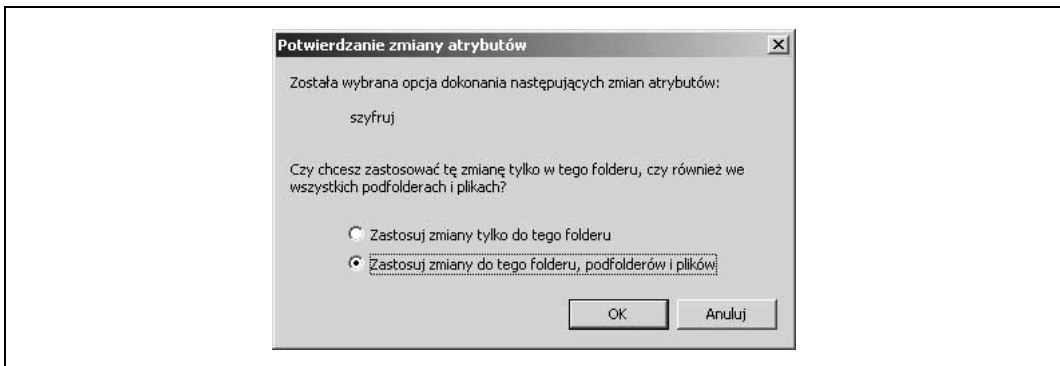 Potwierdzanie zmiany atrybutów
Została wybrana opcja dokonania następujących zmian atrybutów:
szyfruj
Czy chcesz zastosować tę zmianę tylko w tego folderu, czy również we
wszystkich podfolderach i plikach?
Zastosuj zmiany tylko do tego folderu
Zastosuj zmiany do tego folderu, podfolderów i plików
OK Anuluj